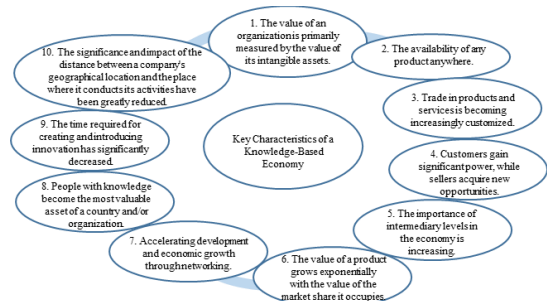 1. The value of an
organization is primarily
measured by the value of
its intangible assets.
2. The availability of any
product anywhere.
3. Trade in products and
services is becoming
increasingly customized.
4. Customers gain
significant power, while
sellers acquire new
opportunities.
5. The importance of
intermediary levels in
the economy is
increasing.
6. The value of a product
grows exponentially
with the value of the
market share it occupies.
7. Accelerating development
and economic growth
through networking.
8. People with knowledge
become the most valuable
asset of a country and/or
organization.
9. The time required for
creating and introducing
innovation has significantly
decreased.
10. The significance and impact of the
distance between a company's
geographical location and the place
where it conducts its activities have
been greatly reduced.
Key Characteristics of a
Knowledge-Based
Economy